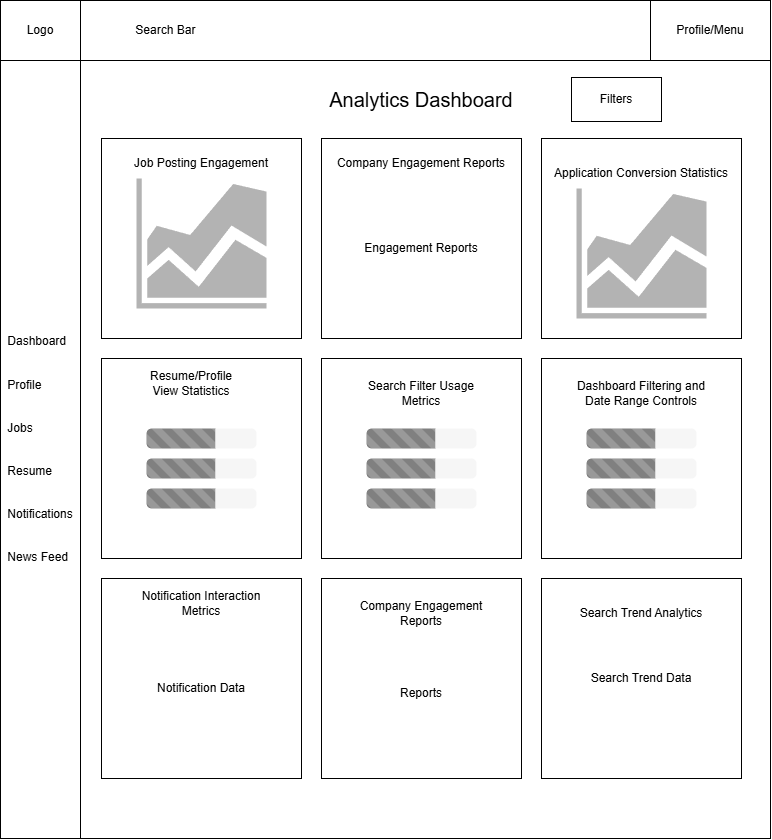 Logo
Search Bar
Profile/Menu
Analytics Dashboard
Filters
Job Posting Engagement
Company Engagement Reports
Engagement Reports
Application Conversion Statistics
Dashboard
Profile
Jobs
Resume
Notifications
News Feed
Resume/Profile
View Statistics
Search Filter Usage
Metrics
Dashboard Filtering and
Date Range Controls
Notification Interaction
Metrics
Notification Data
Company Engagement
Reports
Reports
Search Trend Analytics
Search Trend Data